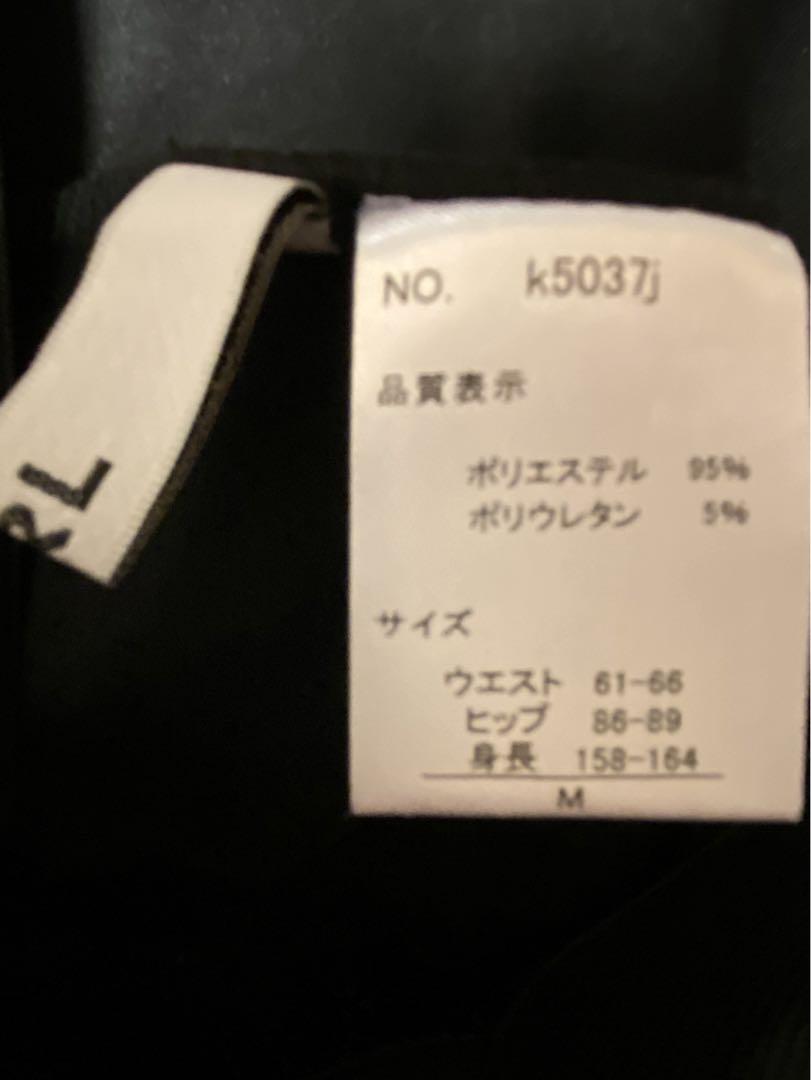 RL
NO. k5037j
品質表示
ポリエステル 95%
ポリウレタン 5%
サイズ
ウエスト 61-66
ヒップ 86-89
身長 158-164
M